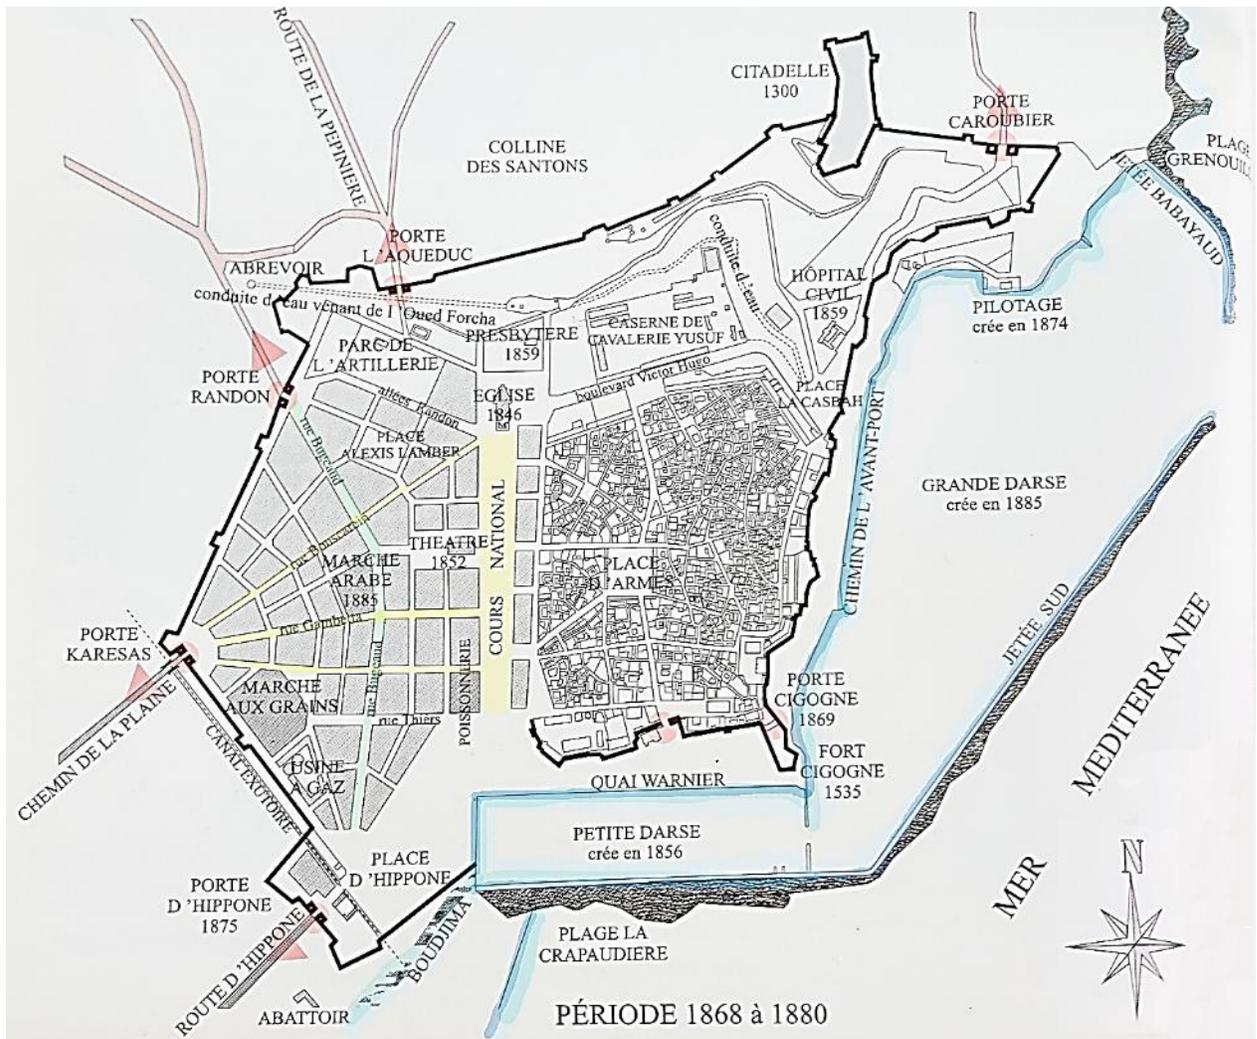 ROUTE DE LA PEPINIERE
CITADELLE
1300
PORTE
CAROUBIER
COLLINE
DES SANTONS
PLAGE
GRENOUIL
JETÉE BABAYAUD
PORTE
L 'AQUEDUC
ABREVOIR
conduite d'eau venant de l 'Oued Forcha
conduite d'eau
HÔPITAL
CIVIL
1859
PILOTAGE
crée en 1874
PRESBYTERE
1859
CASERNE DE
CAVALERIE YUSUF
PARC DE
L 'ARTILLERIE
PORTE
RANDON
boulevard Victor Hugo
PLACE
LA CASBAH
allées Randon
EGLISE
1846
rue Bugeaud
PLACE
ALEXIS LAMBER
CHEMIN DE L'AVANT-PORT
GRANDE DARSE
crée en 1885
COURS NATIONAL
THEATRE
1852
MARCHE
ARABE
1885
PLACE
D 'ARMES
JETÉE SUD
MER MEDITERRANEE
rue Gambetta
PORTE
KARESAS
rue Bugeaud
POISSONNERIE
MARCHE
AUX GRAINS
rue Thiers
PORTE
CIGOGNE
1869
CHEMIN DE LA PLAINE
CANAL EXUTOIRE
USINE
A GAZ
FORT
CIGOGNE
1535
QUAI WARNIER
PETITE DARSE
crée en 1856
PLACE
D 'HIPPONE
PORTE
D 'HIPPONE
1875
N
ROUTE D 'HIPPONE
BOUDJIMA
PLAGE LA
CRAPAUDIERE
ABATTOIR
PÉRIODE 1868 à 1880